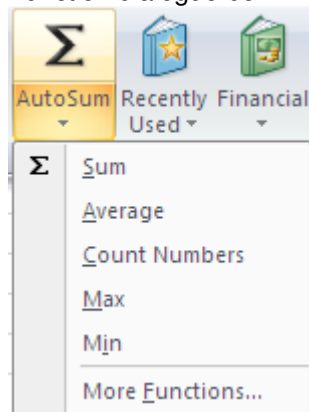 AutoSum Recently Financial
Used
Σ Sum
Average
Count Numbers
Max
Min
More Functions...